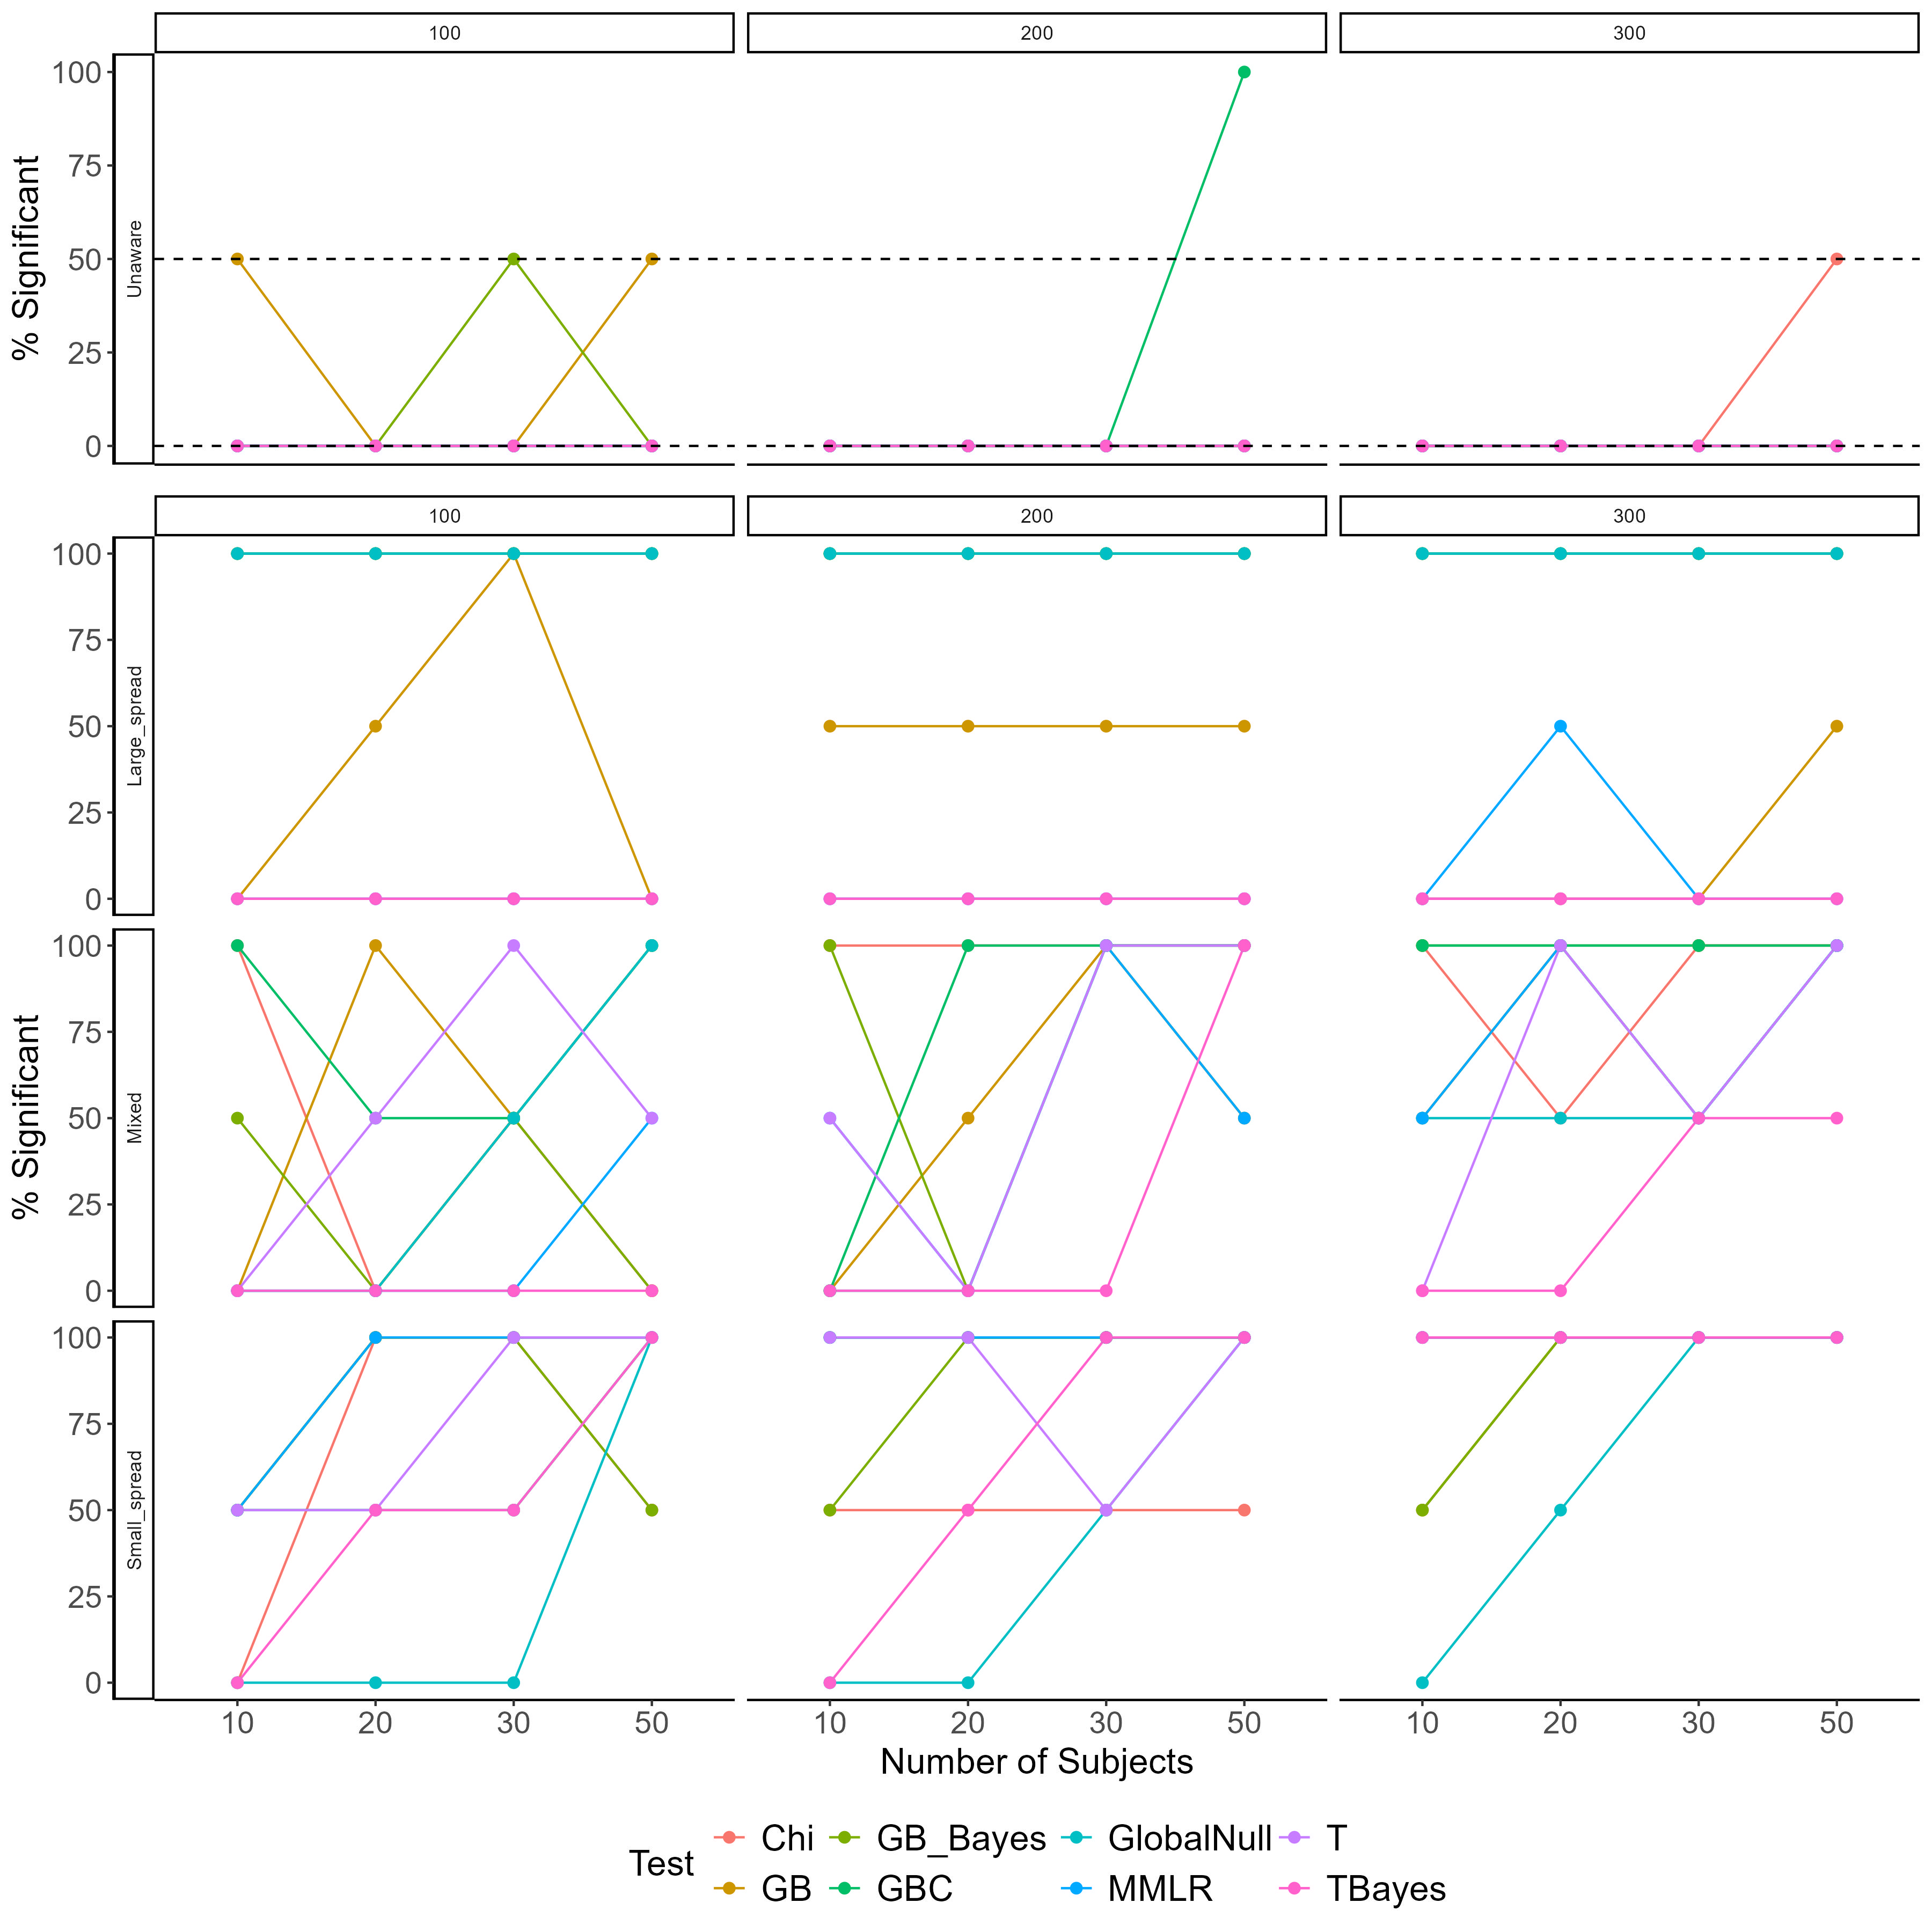 100 200 300
% Significant
Unaware
100
75
50
25
0
100 200 300
% Significant
Large_spread
100
75
50
25
0
Mixed
100
75
50
25
0
Small_spread
100
75
50
25
0
10 20 30 50 10 20 30 50 10 20 30 50
Number of Subjects
Test
Chi GB_Bayes GlobalNull T
GB GBC MMLR TBayes